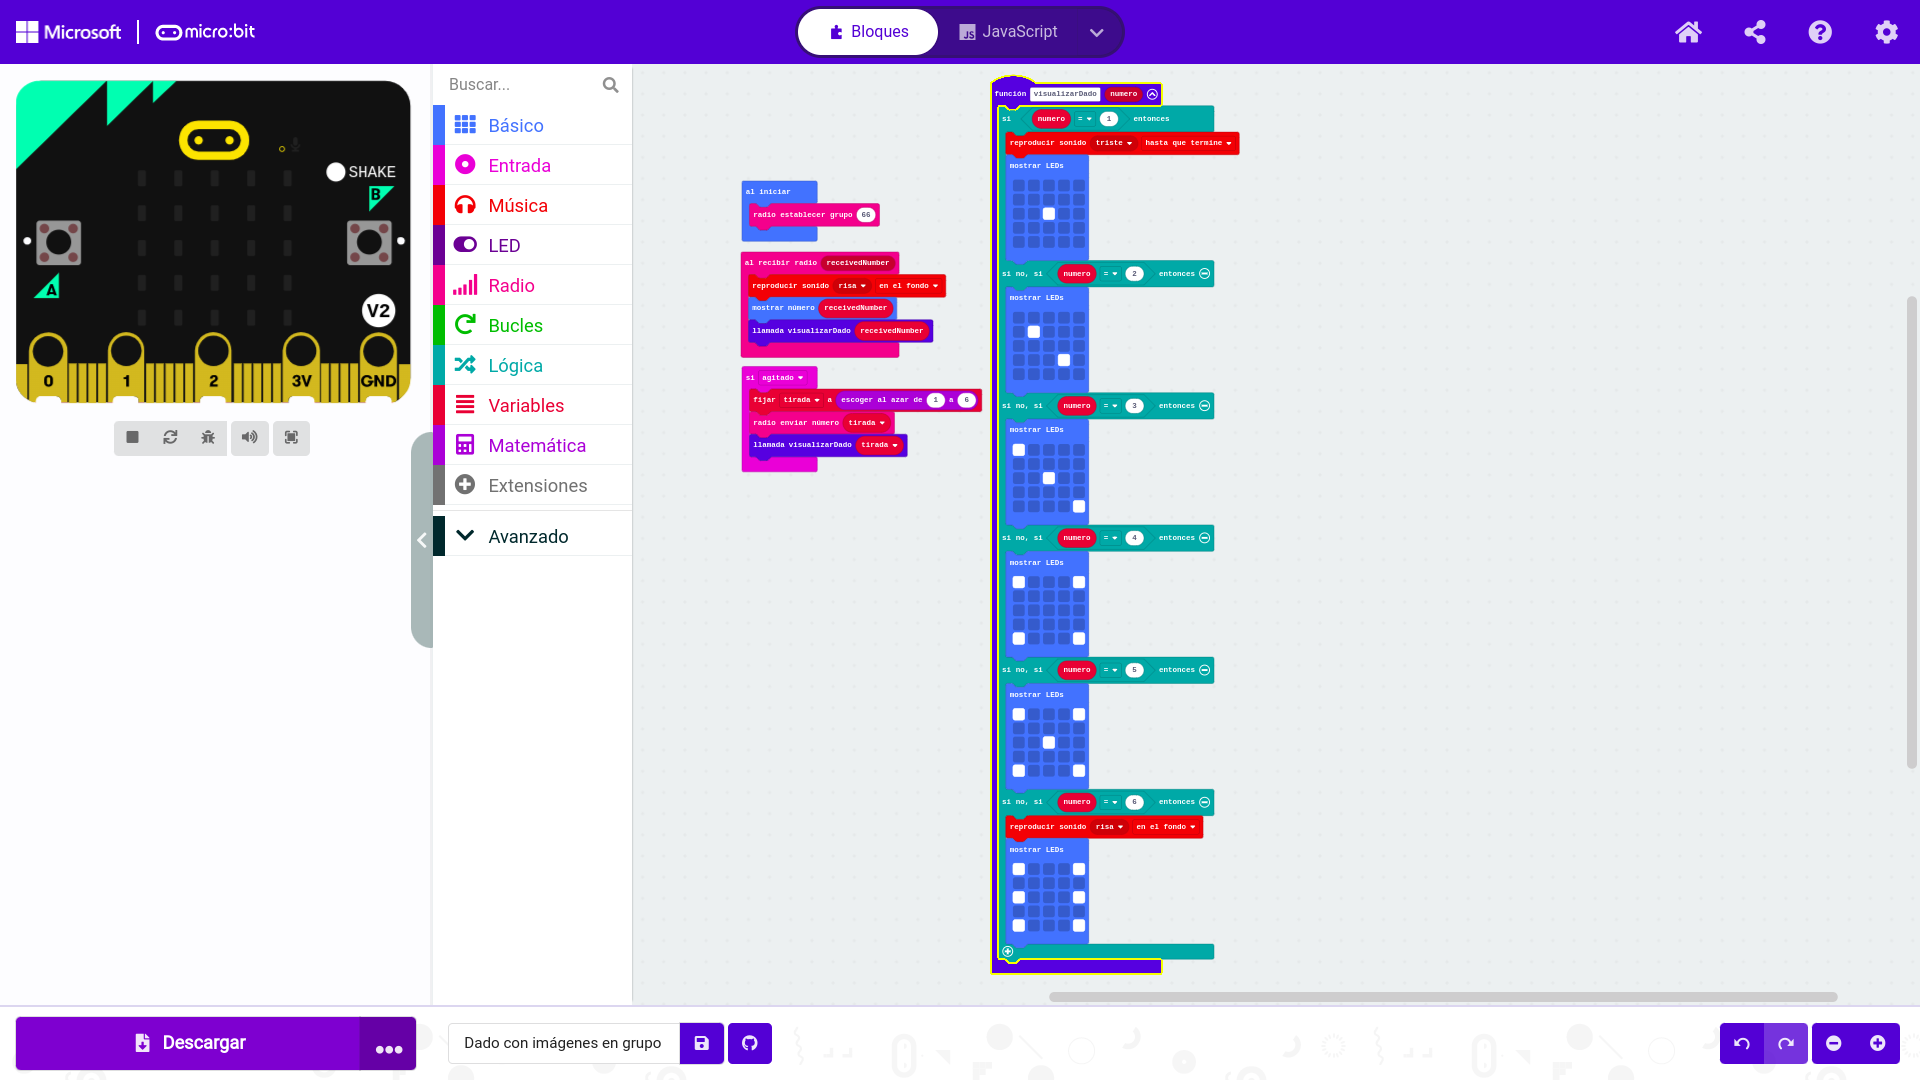 Microsoft
micro:bit
Bloques
JavaScript
SHAKE
B
A
V2
0 1 2 3V GND
Buscar...
Básico
Entrada
Música
LED
Radio
Bucles
Lógica
Variables
Matemática
Extensiones
Avanzado
al iniciar
radio establecer grupo 66
al recibir radio receivedNumber
reproducir sonido risa en el fondo
mostrar número receivedNumber
llamada visualizarDado receivedNumber
si agitado
fijar tirada a escoger al azar de 1 a 6
radio enviar número tirada
llamada visualizarDado tirada
función visualizarDado numero
si numero = 1 entonces
reproducir sonido triste hasta que termine
mostrar LEDs
si no, si numero = 2 entonces
mostrar LEDs
si no, si numero = 3 entonces
mostrar LEDs
si no, si numero = 4 entonces
mostrar LEDs
si no, si numero = 5 entonces
mostrar LEDs
si no, si numero = 6 entonces
reproducir sonido risa en el fondo
mostrar LEDs
Descargar
Dado con imágenes en grupo